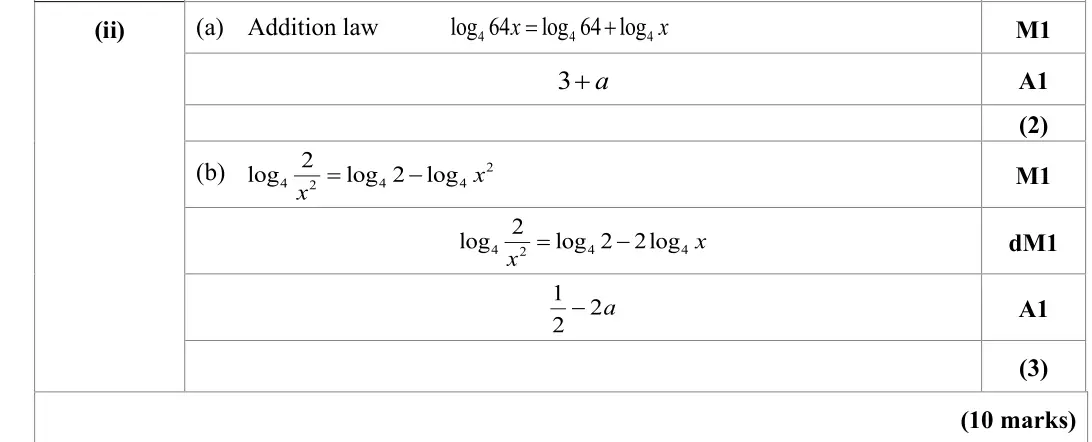 (ii) (a) Addition law log₄ 64x = log₄ 64 + log₄ x M1
3 + a A1
(2)
(b) log₄ 2/x² = log₄ 2 − log₄ x² M1
log₄ 2/x² = log₄ 2 − 2 log₄ x dM1
1/2 − 2a A1
(3)
(10 marks)